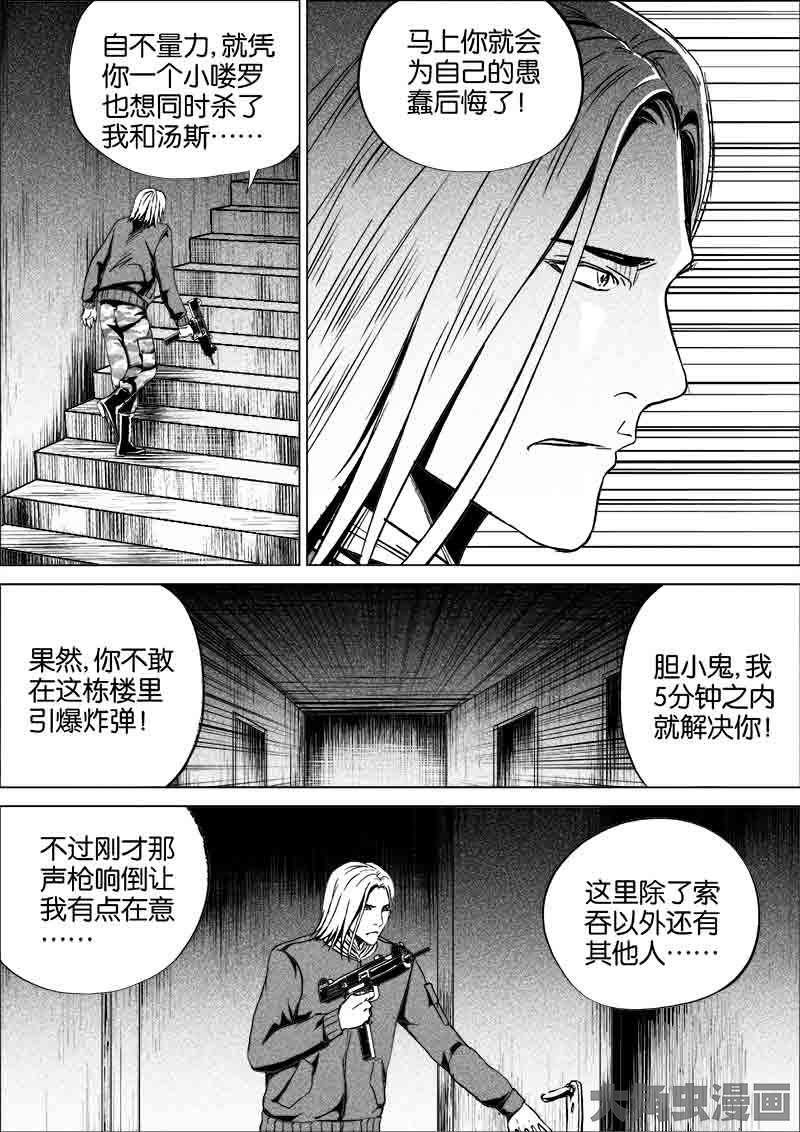 自不量力,就凭
你一个小喽罗
也想同时杀了
我和汤斯……
马上你就会
为自己的愚
蠢后悔了!
果然,你不敢
在这栋楼里
引爆炸弹!
胆小鬼,我
5分钟之内
就解决你!
不过刚才那
声枪响倒让
我有点在意
……
这里除了索
吞以外还有
其他人……
大角虫漫画